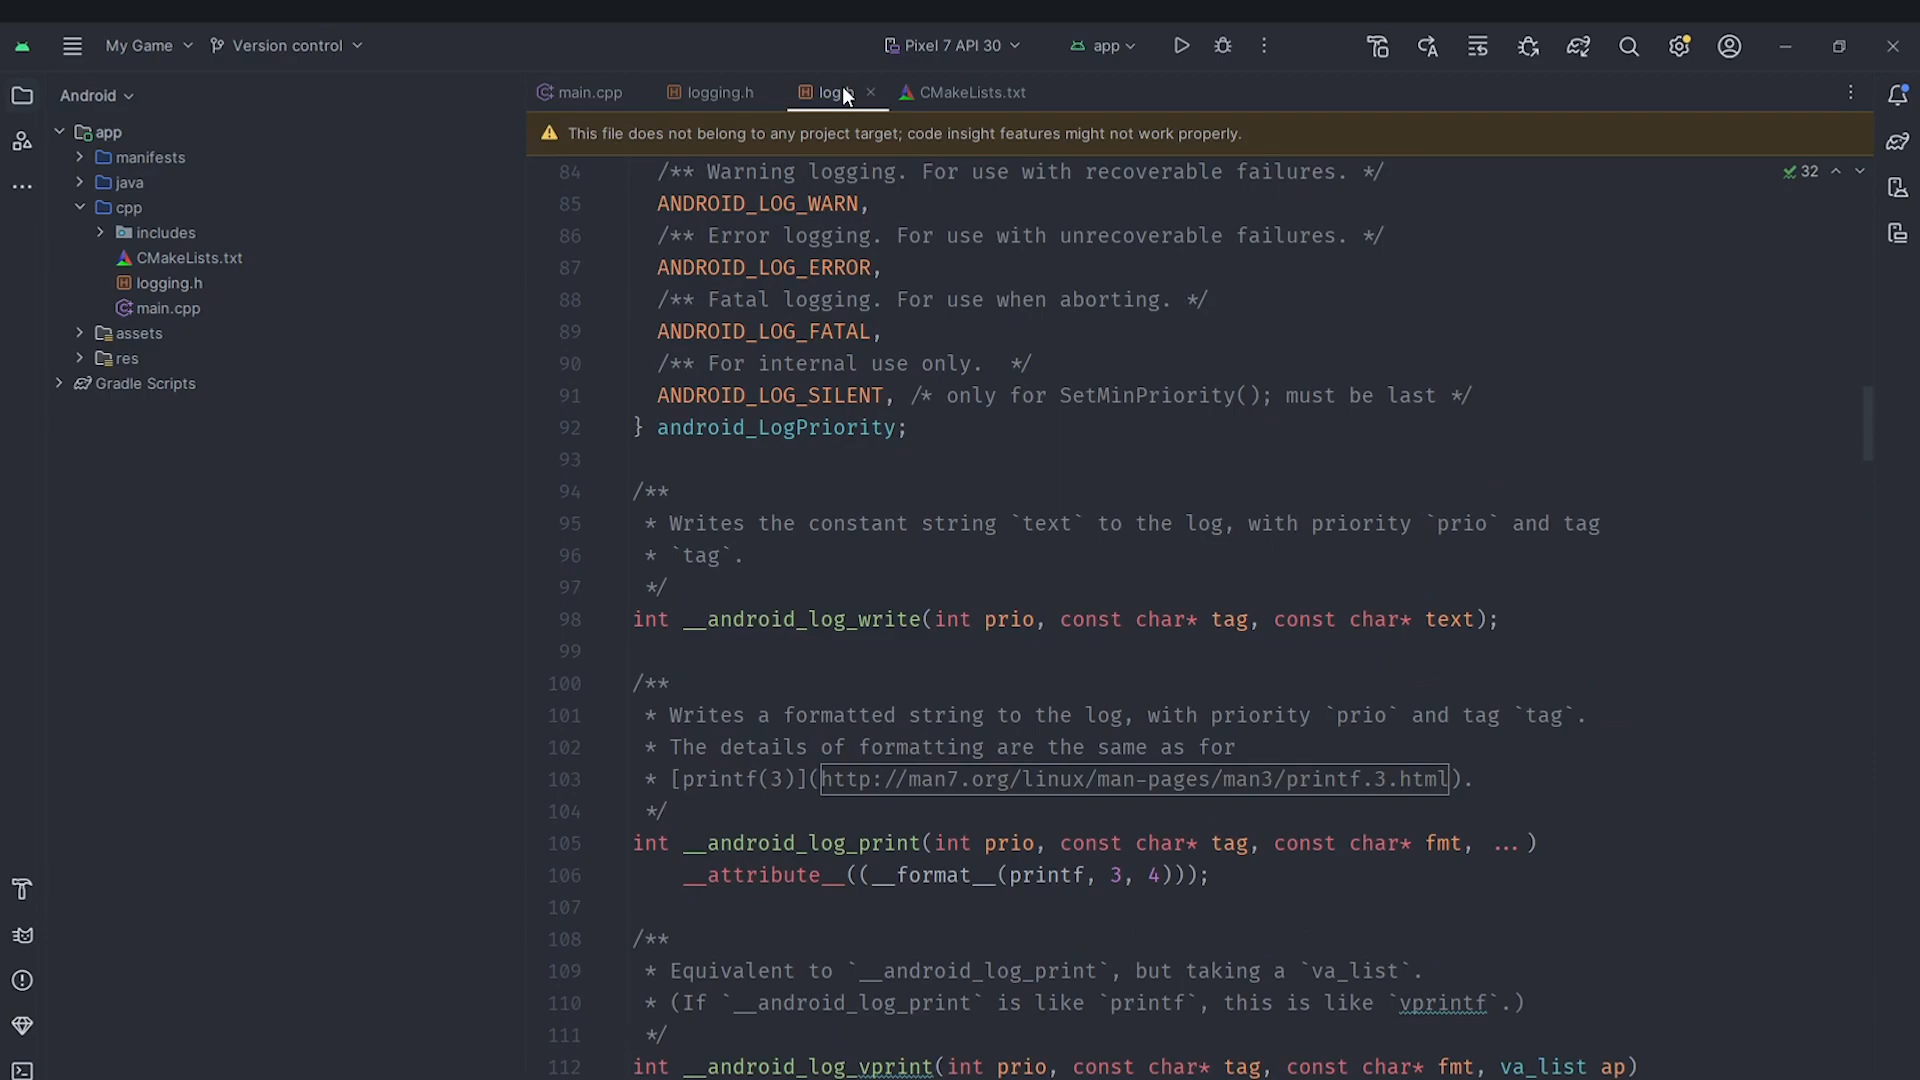 My Game
Version control
Pixel 7 API 30
app
Android
main.cpp
logging.h
log
CMakeLists.txt
This file does not belong to any project target; code insight features might not work properly.
app
manifests
java
cpp
includes
CMakeLists.txt
logging.h
main.cpp
assets
res
Gradle Scripts
32
84 /** Warning logging. For use with recoverable failures. */
85 ANDROID_LOG_WARN,
86 /** Error logging. For use with unrecoverable failures. */
87 ANDROID_LOG_ERROR,
88 /** Fatal logging. For use when aborting. */
89 ANDROID_LOG_FATAL,
90 /** For internal use only.  */
91 ANDROID_LOG_SILENT, /* only for SetMinPriority(); must be last */
92 } android_LogPriority;
93
94 /**
95 * Writes the constant string `text` to the log, with priority `prio` and tag
96 * `tag`.
97 */
98 int __android_log_write(int prio, const char* tag, const char* text);
99
100 /**
101 * Writes a formatted string to the log, with priority `prio` and tag `tag`.
102 * The details of formatting are the same as for
103 * [printf(3)](http://man7.org/linux/man-pages/man3/printf.3.html).
104 */
105 int __android_log_print(int prio, const char* tag, const char* fmt, ...)
106 __attribute__((__format__(printf, 3, 4)));
107
108 /**
109 * Equivalent to `__android_log_print`, but taking a `va_list`.
110 * (If `__android_log_print` is like `printf`, this is like `vprintf`.)
111 */
112 int __android_log_vprint(int prio, const char* tag, const char* fmt, va_list ap)